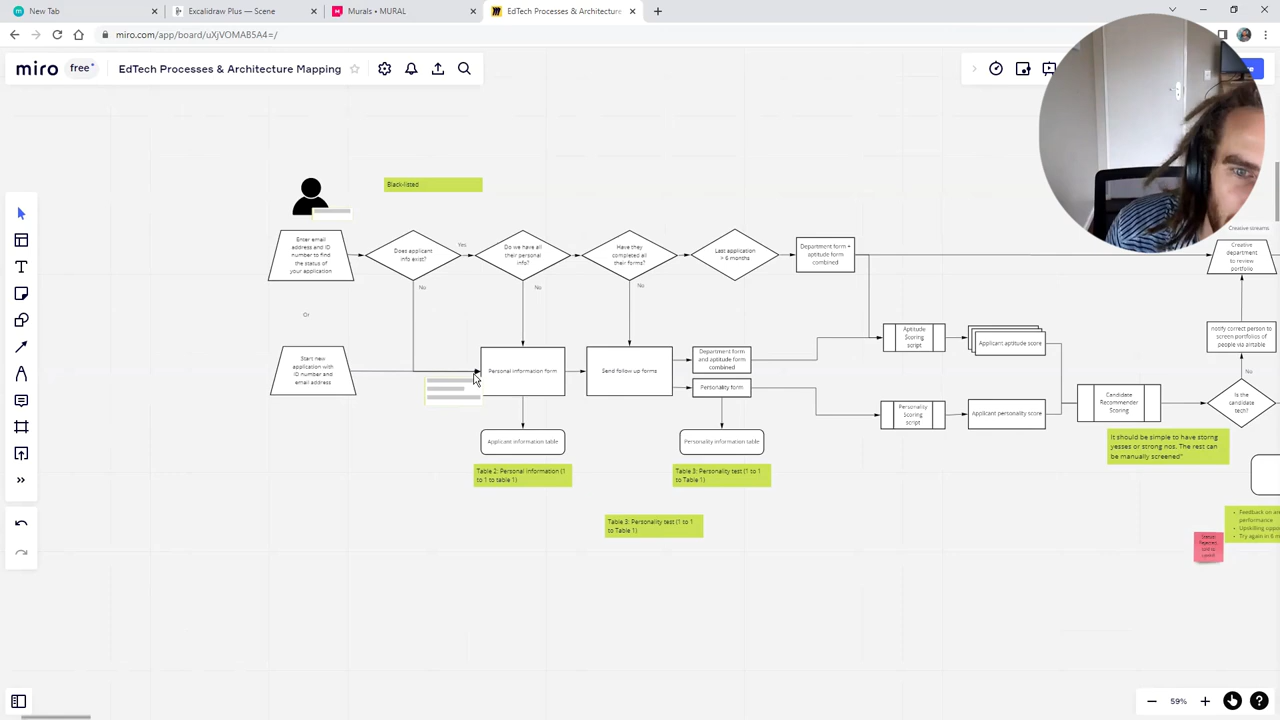 New Tab
Excalidraw Plus — Scene
Murals • MURAL
EdTech Processes & Architecture
miro.com/app/board/uXjVOMAB5A4=/
miro
free
EdTech Processes & Architecture Mapping
Black-listed
Creative streams
Enter email
address and ID
number to find
the status of
your application
Does applicant
info exist?
Yes
Do we have all
their personal
info?
Have they
completed all
their forms?
Last application
> 6 months
Department form +
aptitude form
combined
Creative
department
to review
portfolio
No
No
No
Or
Start new
application with
ID number and
email address
Personal information form
Send follow up forms
Department form
and aptitude form
combined
Personality form
Aptitude
Scoring
script
Applicant aptitude score
notify correct person to
screen portfolios of
people via airtable
No
Personality
Scoring
script
Applicant personality score
Candidate
Recommender
Scoring
Is the
candidate
tech?
Applicant information table
Personality information table
It should be simple to have storng
yesses or strong nos. The rest can
be manually screened"
Table 2: Personal information (1
to 1 to table 1)
Table 3: Personality test (1 to 1
to Table 1)
Table 3: Personality test (1 to 1
to Table 1)
Feedback on
performance
Upskilling
Try again in 6
59%